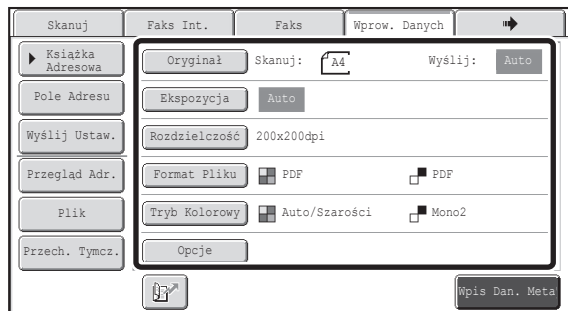 Skanuj Faks Int. Faks Wprow. Danych
Książka
Adresowa
Oryginał Skanuj: A4 Wyślij: Auto
Pole Adresu Ekspozycja Auto
Wyślij Ustaw. Rozdzielczość 200x200dpi
Przegląd Adr. Format Pliku PDF PDF
Plik Tryb Kolorowy Auto/Szarości Mono2
Przech. Tymcz. Opcje
Wpis Dan. Meta